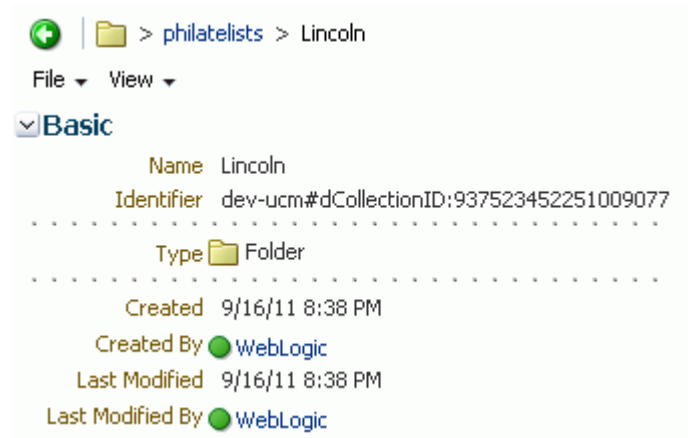 > philatelists > Lincoln
File View
Basic
Name Lincoln
Identifier dev-ucm#dCollectionID:937523452251009077
Type Folder
Created 9/16/11 8:38 PM
Created By WebLogic
Last Modified 9/16/11 8:38 PM
Last Modified By WebLogic